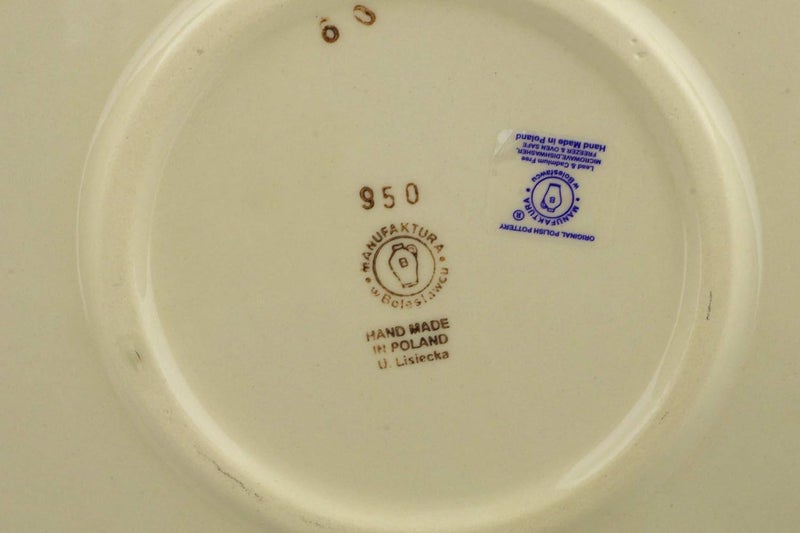 60
950
MANUFAKTURA
B
w Bolesławcu
HAND MADE
IN POLAND
U. Lisiecka
ORIGINAL POLISH POTTERY
®
MANUFAKTURA
B
w Bolesławcu
Lead & Cadmium Free
MICROWAVE, DISHWASHER,
FREEZER & OVEN SAFE
Hand Made in Poland